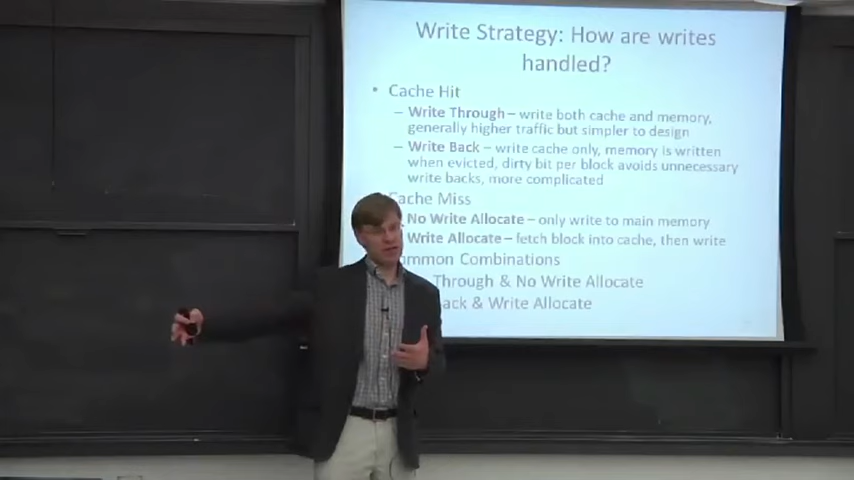 Write Strategy: How are writes
handled?
• Cache Hit
– Write Through – write both cache and memory,
generally higher traffic but simpler to design
– Write Back – write cache only, memory is written
when evicted, dirty bit per block avoids unnecessary
write backs, more complicated
Cache Miss
No Write Allocate – only write to main memory
Write Allocate – fetch block into cache, then write
Combinations
Through & No Write Allocate
& Write Allocate